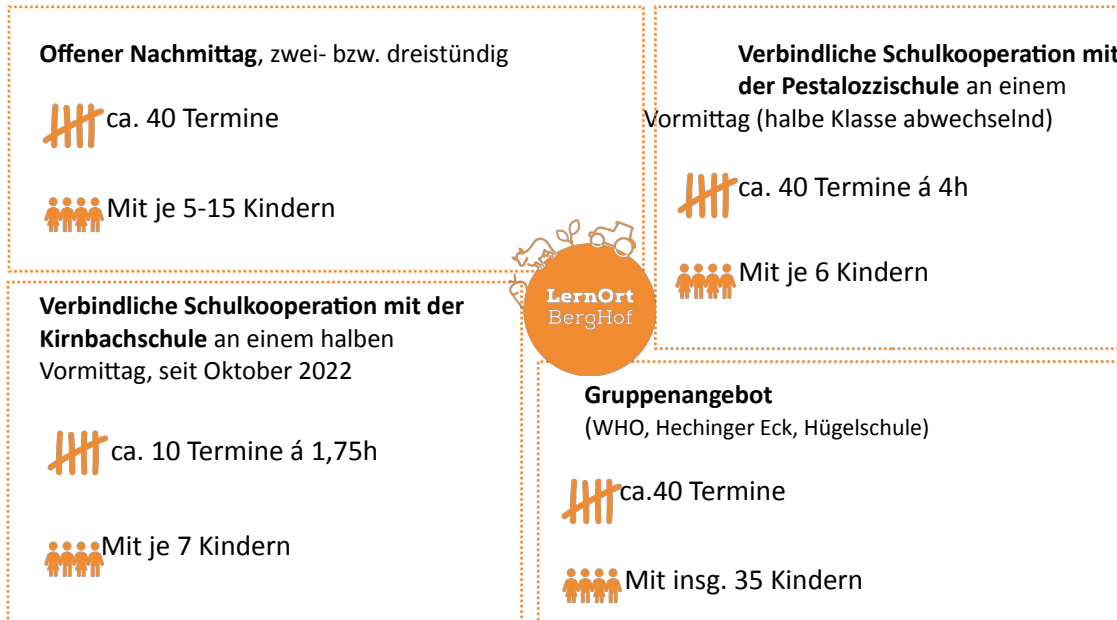 Offener Nachmittag, zwei- bzw. dreistündig
ca. 40 Termine
Mit je 5-15 Kindern
Verbindliche Schulkooperation mit
der Pestalozzischule an einem
Vormittag (halbe Klasse abwechselnd)
ca. 40 Termine á 4h
Mit je 6 Kindern
LernOrt
BergHof
Verbindliche Schulkooperation mit der
Kirnbachschule an einem halben
Vormittag, seit Oktober 2022
ca. 10 Termine á 1,75h
Mit je 7 Kindern
Gruppenangebot
(WHO, Hechinger Eck, Hügelschule)
ca.40 Termine
Mit insg. 35 Kindern